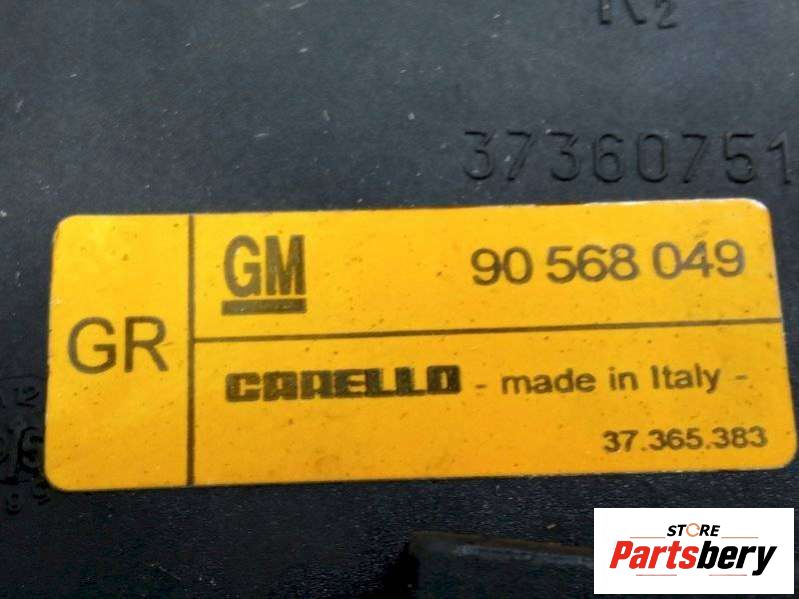 37360751
GR
GM
90 568 049
CARELLO - made in Italy -
37.365.383
STORE
Partsbery